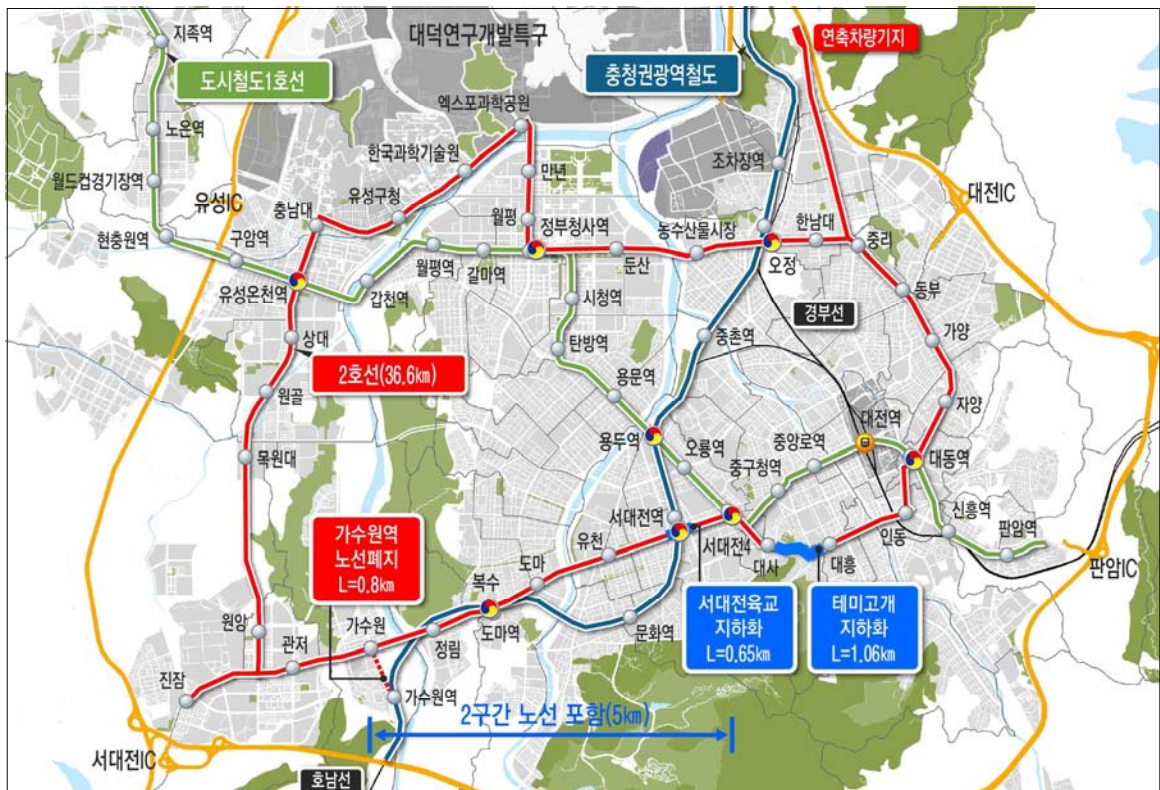 지족역
대덕연구개발특구
연축차량기지
도시철도1호선
충청권광역철도
엑스포과학공원
노은역
한국과학기술원
만년
조차장역
월드컵경기장역
유성IC
충남대
유성구청
월평
정부청사역
농수산물시장
한남대
대전IC
현충원역
구암역
월평역
갈마역
둔산
오정
중리
유성온천역
갑천역
시청역
동부
경부선
상대
탄방역
중촌역
가양
2호선(36.6㎞)
원골
용문역
대전역
자양
목원대
용두역
오룡역
중앙로역
중구청역
대동역
가수원역
노선폐지
L=0.8㎞
서대전역
유천
서대전4
대사
대흥
인동
신흥역
판암역
판암IC
복수
도마
도마역
원앙
관저
가수원
정림
문화역
서대전육교
지하화
L=0.65㎞
테미고개
지하화
L=1.06㎞
진잠
가수원역
2구간 노선 포함(5㎞)
서대전IC
호남선